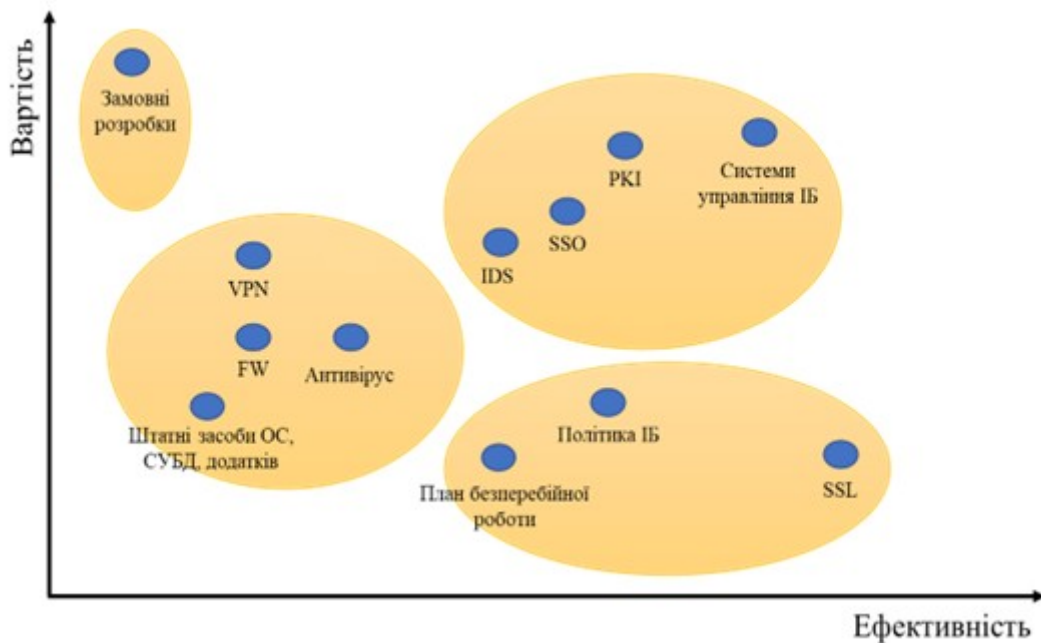 Вартість
Замовні
розробки
PKI
Системи
управління ІБ
SSO
IDS
VPN
FW
Антивірус
Штатні засоби ОС,
СУБД, додатків
Політика ІБ
План безперебійної
роботи
SSL
Ефективність